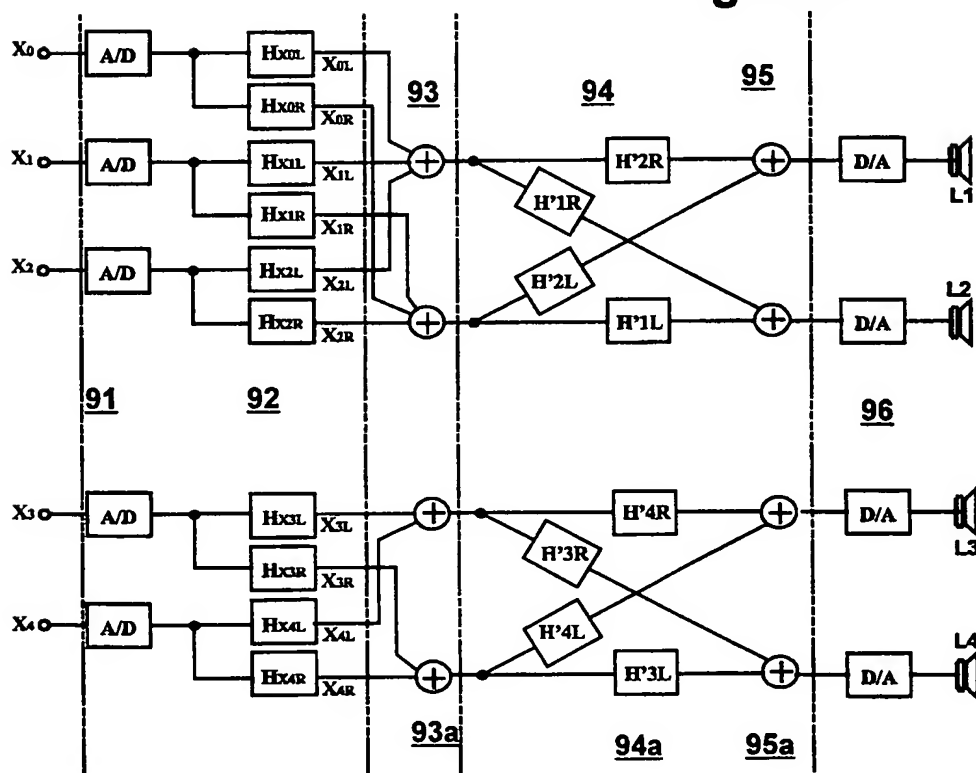 X0 A/D HX0L X0L
HX0R X0R
93
94
95
X1 A/D HX1L X1L
H'2R
D/A
L1
HX1R X1R
H'1R
X2 A/D HX2L X2L
H'2L
L2
HX2R X2R
H'1L
D/A
91
92
96
X3 A/D HX3L X3L
H'4R
D/A
L3
HX3R X3R
H'3R
X4 A/D HX4L X4L
H'4L
L4
HX4R X4R
H'3L
D/A
93a
94a
95a